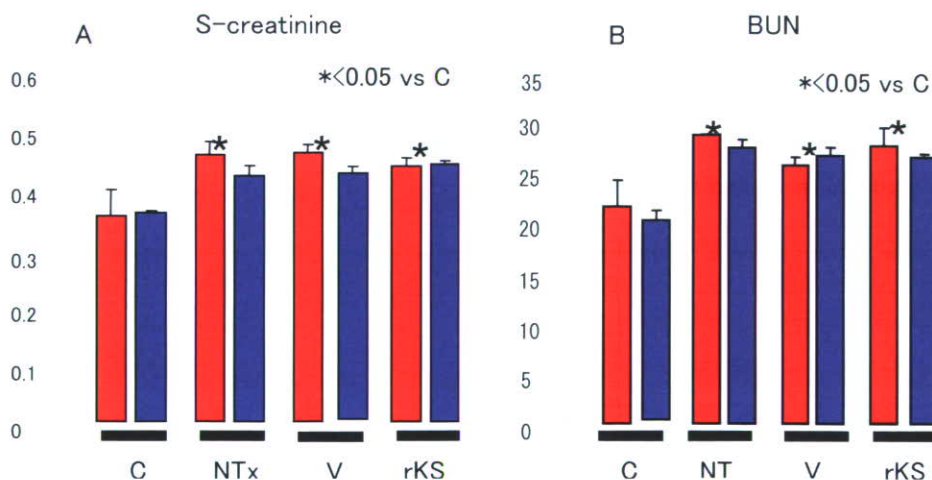 A
S-creatinine
*<0.05 vs C
0.6
0.5
0.4
0.3
0.2
0.1
0
* * *
C NTx V rKS
B
BUN
*<0.05 vs C
35
30
25
20
15
10
5
0
* * *
C NT V rKS